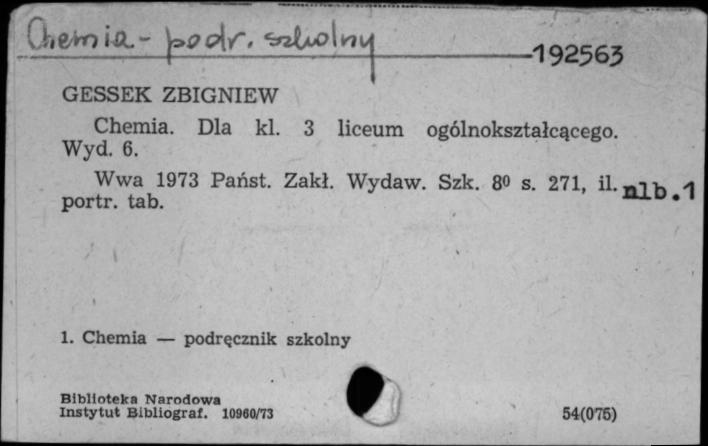 Chemia - podr. szkolny
192563
GESSEK ZBIGNIEW
Chemia. Dla kl. 3 liceum ogólnokształcącego.
Wyd. 6.
Wwa 1973 Państ. Zakł. Wydaw. Szk. 8⁰ s. 271, il. nlb.1
portr. tab.
1. Chemia — podręcznik szkolny
Biblioteka Narodowa
Instytut Bibliograf. 10960/73
54(075)